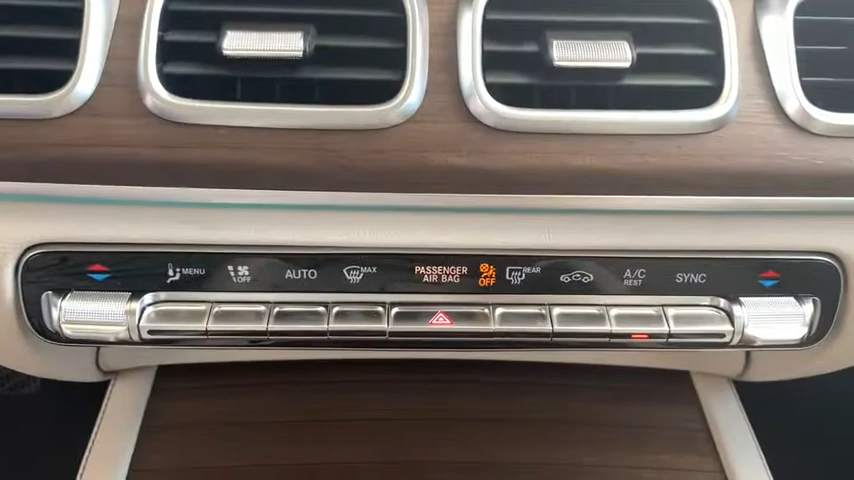 MENU
OFF
AUTO
MAX
PASSENGER
AIR BAG
OFF
REAR
A/C
REST
SYNC